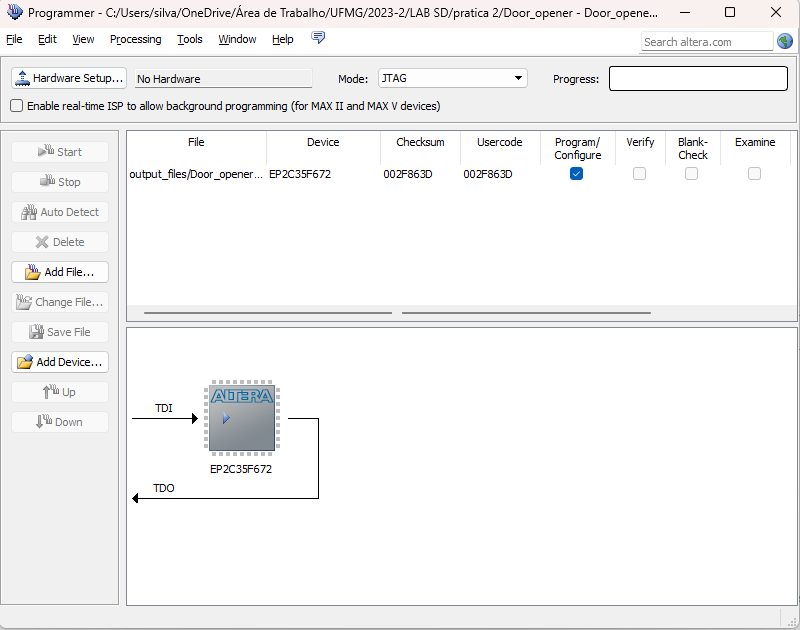 Programmer - C:/Users/silva/OneDrive/Área de Trabalho/UFMG/2023-2/LAB SD/pratica 2/Door_opener - Door_opene...
File Edit View Processing Tools Window Help
Search altera.com
Hardware Setup... No Hardware Mode: JTAG Progress:
Enable real-time ISP to allow background programming (for MAX II and MAX V devices)
Start
Stop
Auto Detect
Delete
Add File...
Change File...
Save File
Add Device...
Up
Down
File Device Checksum Usercode Program/ Configure Verify Blank- Check Examine
output_files/Door_opener... EP2C35F672 002F863D 002F863D
TDI
ALTERA
EP2C35F672
TDO